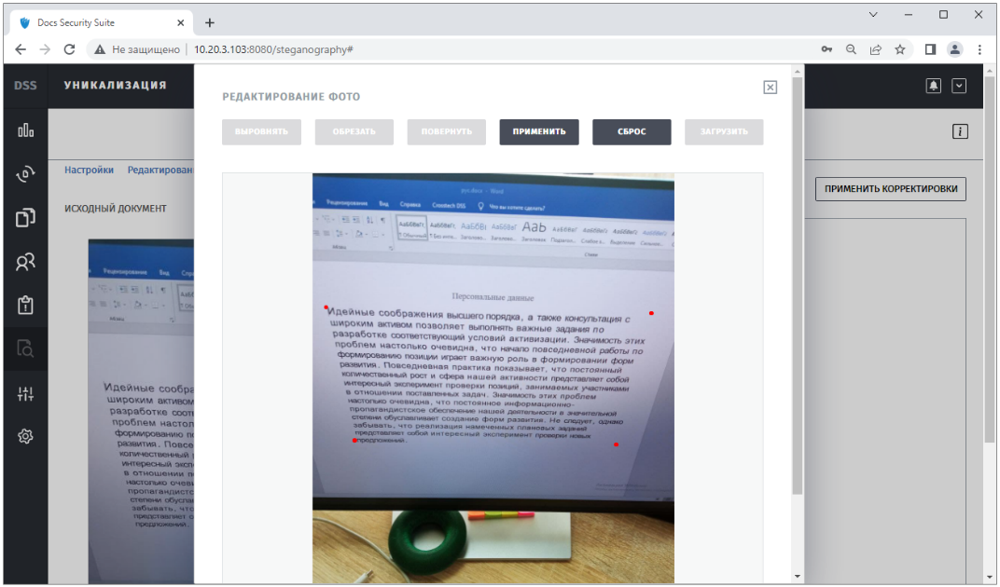 Docs Security Suite
Не защищено
10.20.3.103:8080/steganography#
DSS
УНИКАЛИЗАЦИЯ
РЕДАКТИРОВАНИЕ ФОТО
ВЫРОВНЯТЬ
ОБРЕЗАТЬ
ПОВЕРНУТЬ
ПРИМЕНИТЬ
СБРОС
ЗАГРУЗИТЬ
Настройки
Редактирован
ПРИМЕНИТЬ КОРРЕКТИРОВКИ
ИСХОДНЫЙ ДОКУМЕНТ
рус.docx - Word
Рецензирование Вид Справка Crosstech DSS Что вы хотите сделать?
АаБбВвГг, АаБбВвГг, АаБбВі АаБбВвГ Ааb АаБбВвГ АаБбВвГг АаБбВвГг АаБбВвГг
¶ Обычный ¶ Без инте... Заголово... Заголово... Заголовок Подзагол... Слабое в... Выделение Сильное...
Абзац
Стили
Персональные данные
Идейные соображения высшего порядка, а также консультация с
широким активом позволяет выполнять важные задания по
разработке соответствующий условий активизации. Значимость этих
проблем настолько очевидна, что начало повседневной работы по
формированию позиции играет важную роль в формировании форм
развития. Повседневная практика показывает, что постоянный
количественный рост и сфера нашей активности представляет собой
интересный эксперимент проверки позиций, занимаемых участниками
в отношении поставленных задач. Значимость этих проблем
настолько очевидна, что постоянное информационно-
пропагандистское обеспечение нашей деятельности в значительной
степени обуславливает создание форм развития. Не следует, однако
забывать, что реализация намеченных плановых заданий
представляет собой интересный эксперимент проверки новых
предложений.
Рецензирование Вид Спра
Абзац
Идейные сообра
широким активом
разработке соот
проблем настол
формированию по
развития. Повсе
количественный р
интересный эксп
в отношении по
настолько очеви
пропагандистс
степени обусла
забывать, что
представляет о
предложений.